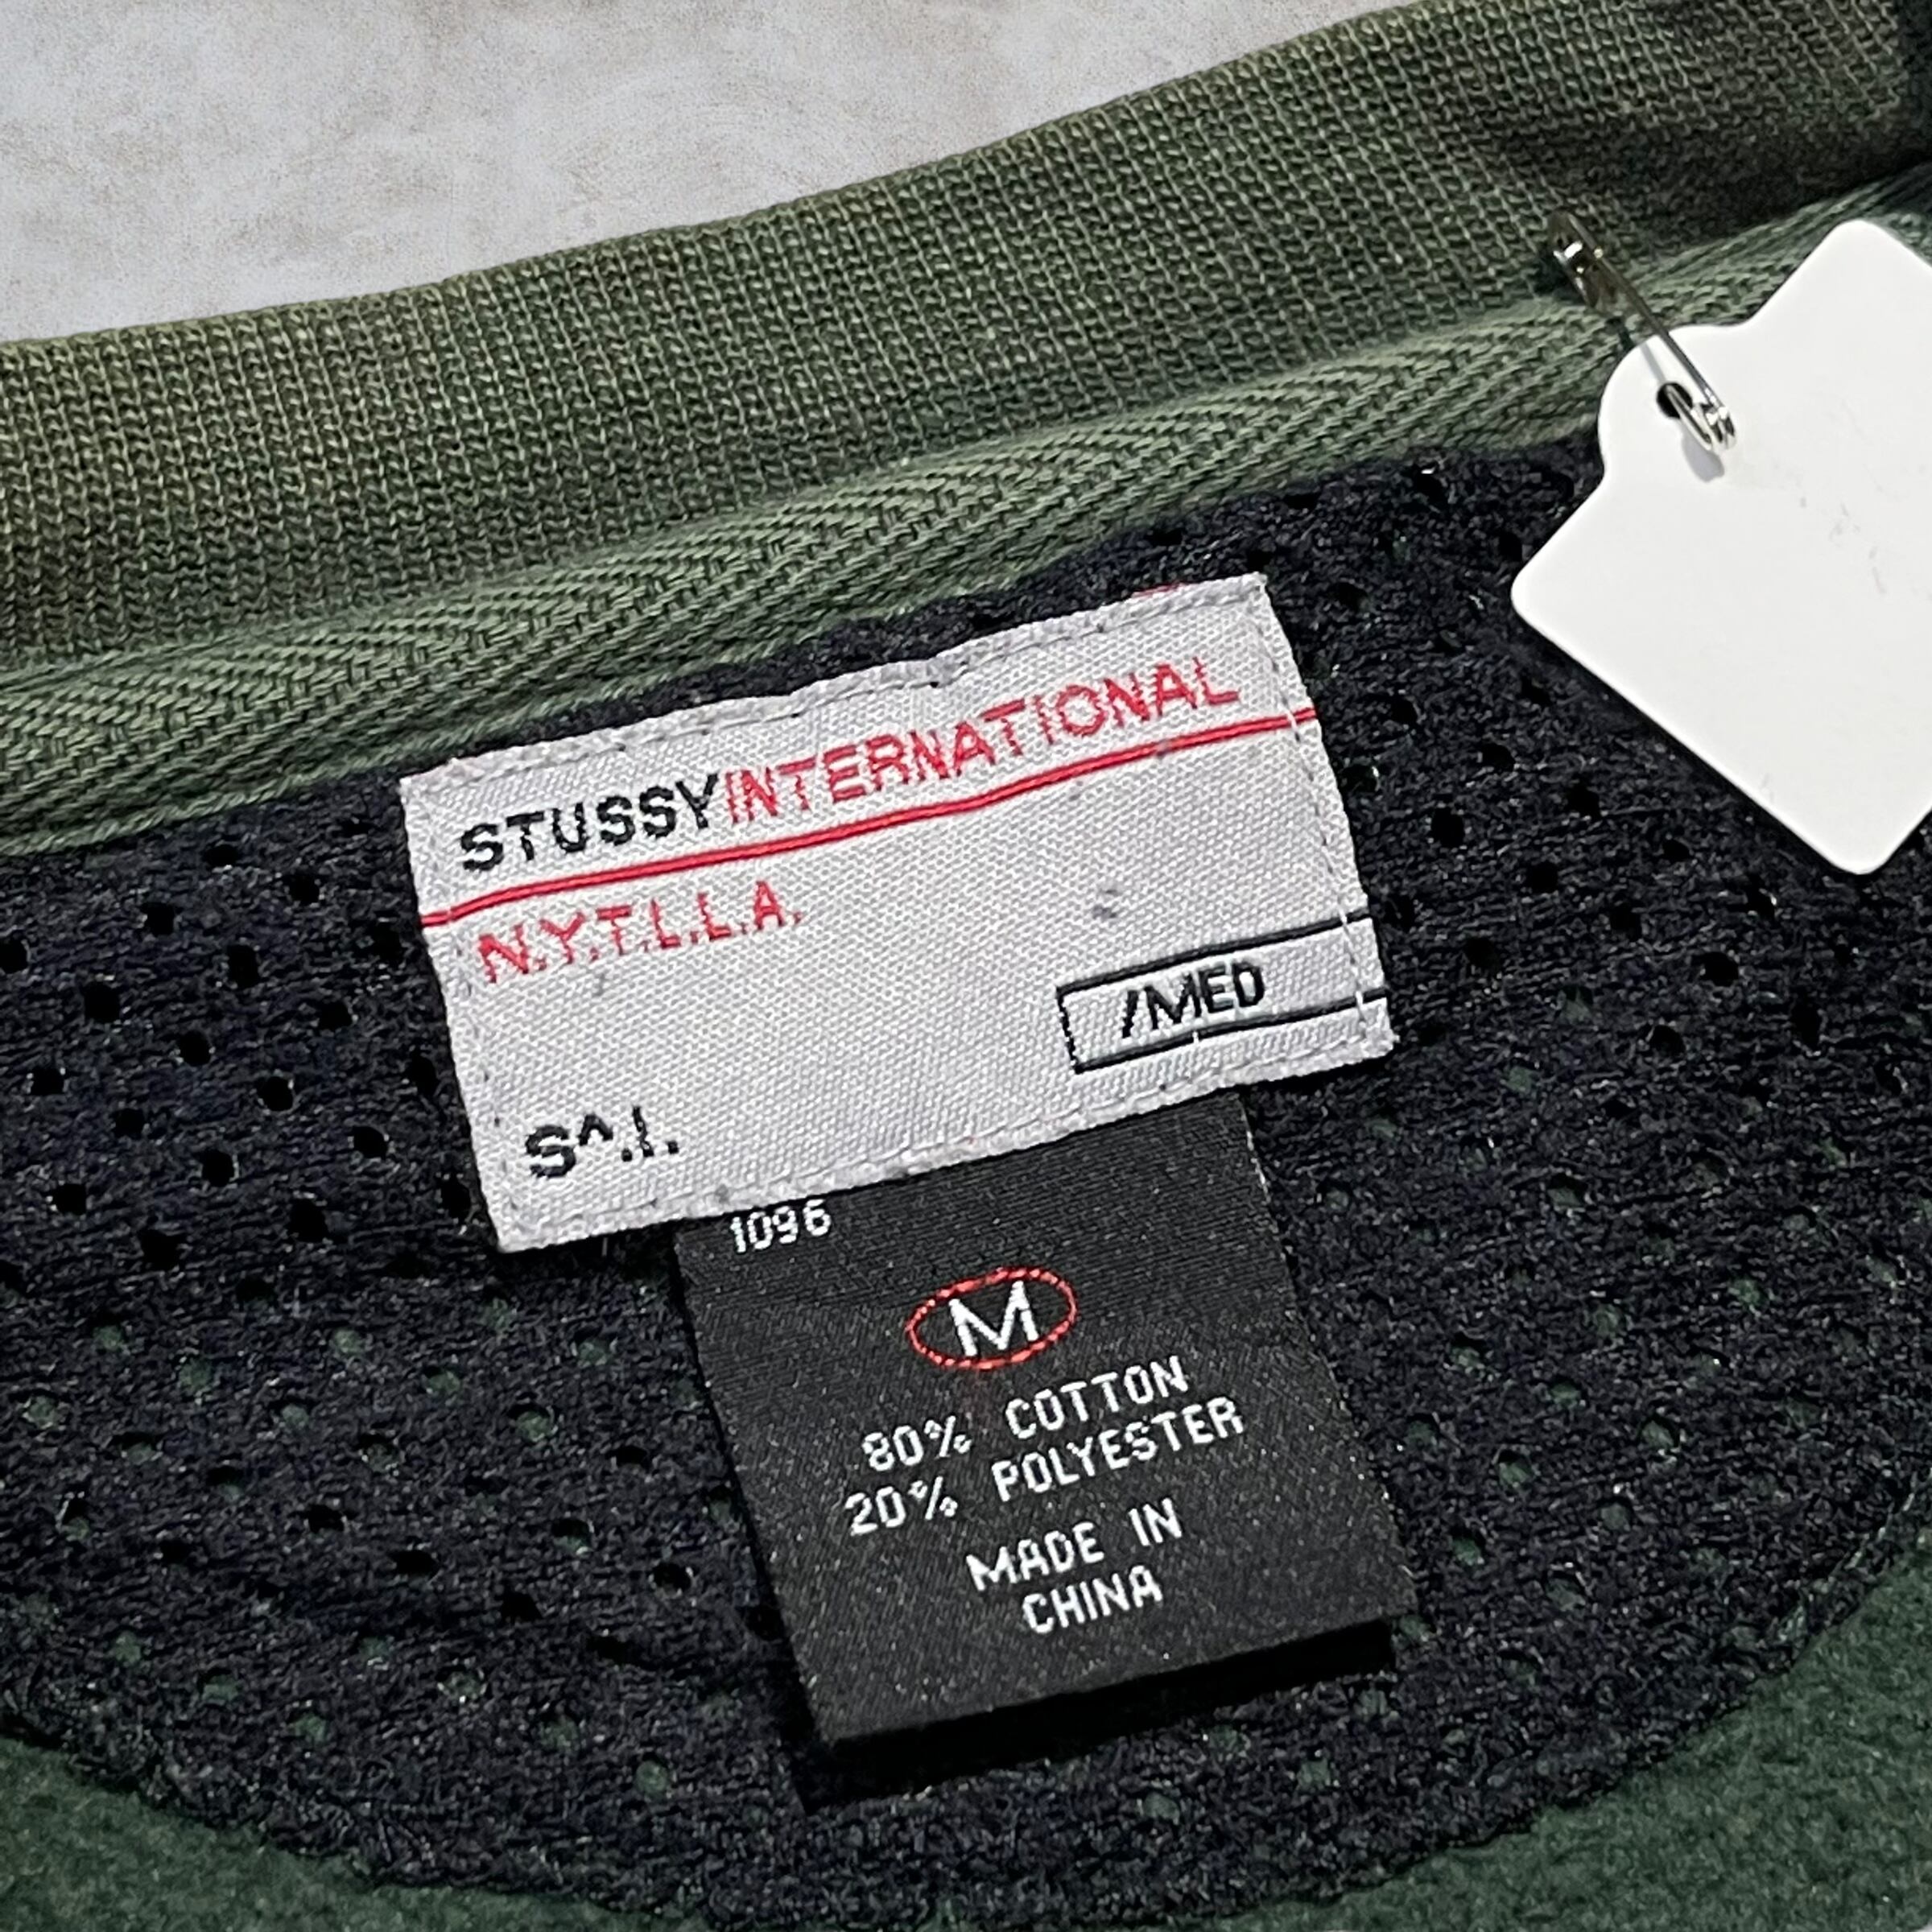 STUSSYINTERNATIONAL
N.Y.T.L.L.A.
/MED
S^.I.
1096
M
80% COTTON
20% POLYESTER
MADE IN
CHINA